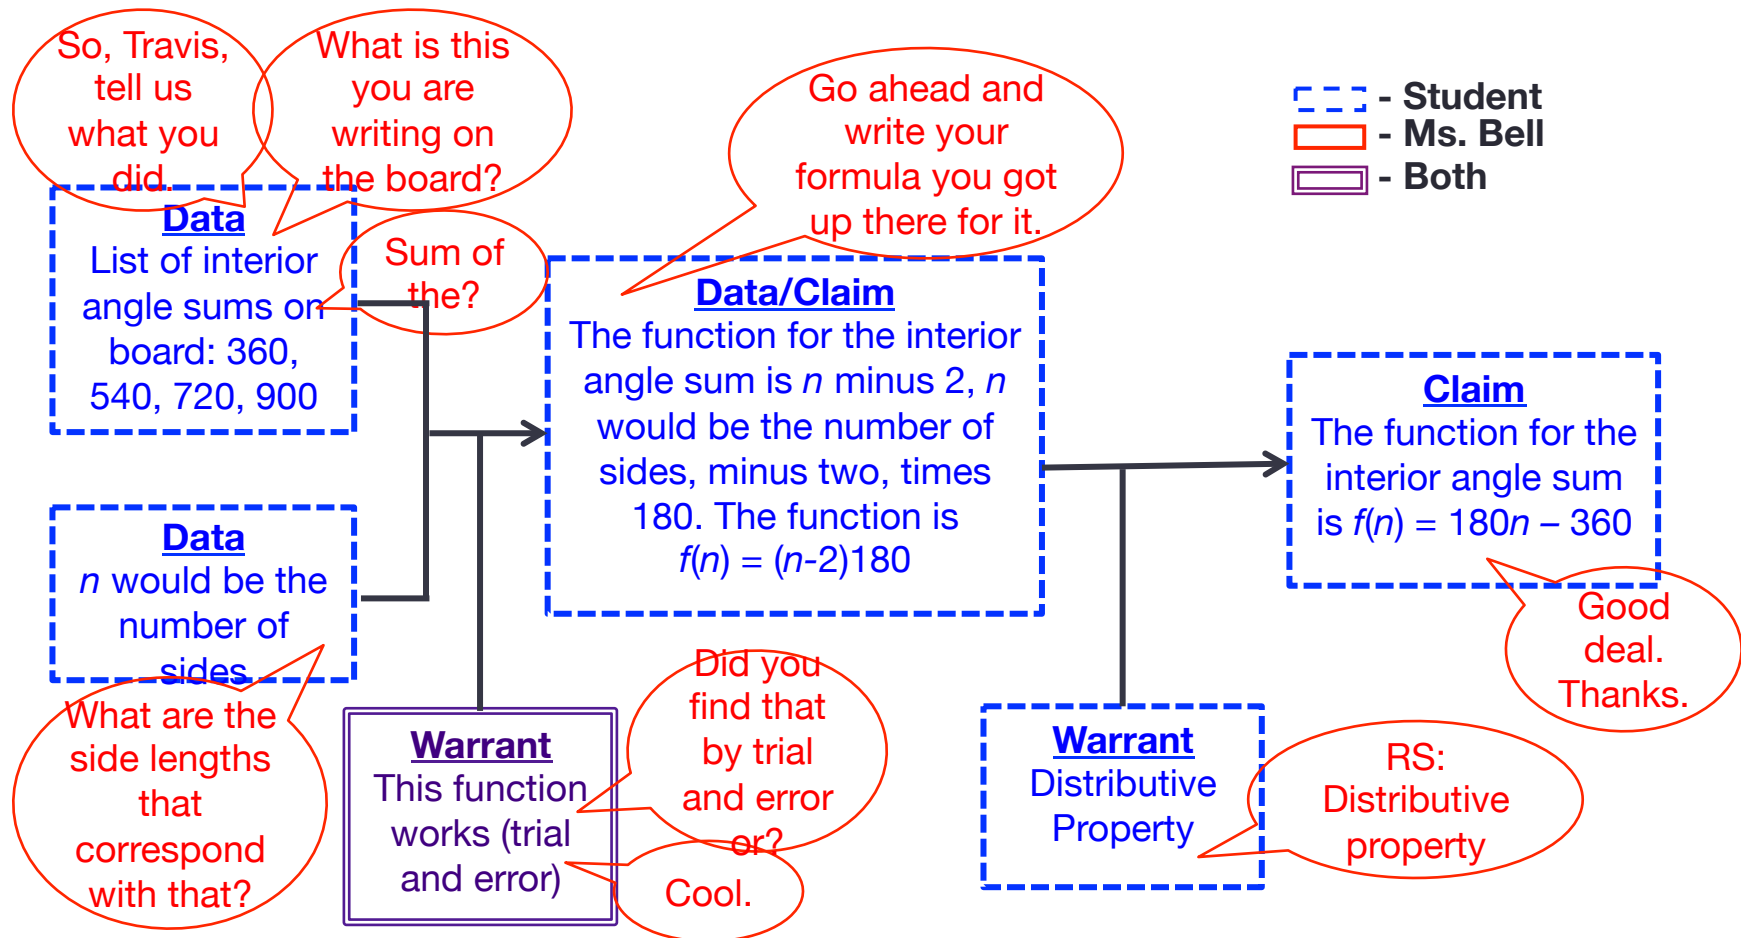 So, Travis,
tell us
what you
did.
What is this
you are
writing on
the board?
Sum of
the?
Go ahead and
write your
formula you got
up there for it.
- Student
- Ms. Bell
- Both
Data
List of interior
angle sums on
board: 360,
540, 720, 900
Data
n would be the
number of
sides
What are the
side lengths
that
correspond
with that?
Data/Claim
The function for the interior
angle sum is n minus 2, n
would be the number of
sides, minus two, times
180. The function is
f(n) = (n-2)180
Warrant
This function
works (trial
and error)
Did you
find that
by trial
and error
or?
Cool.
Claim
The function for the
interior angle sum
is f(n) = 180n – 360
Good
deal.
Thanks.
Warrant
Distributive
Property
RS:
Distributive
property